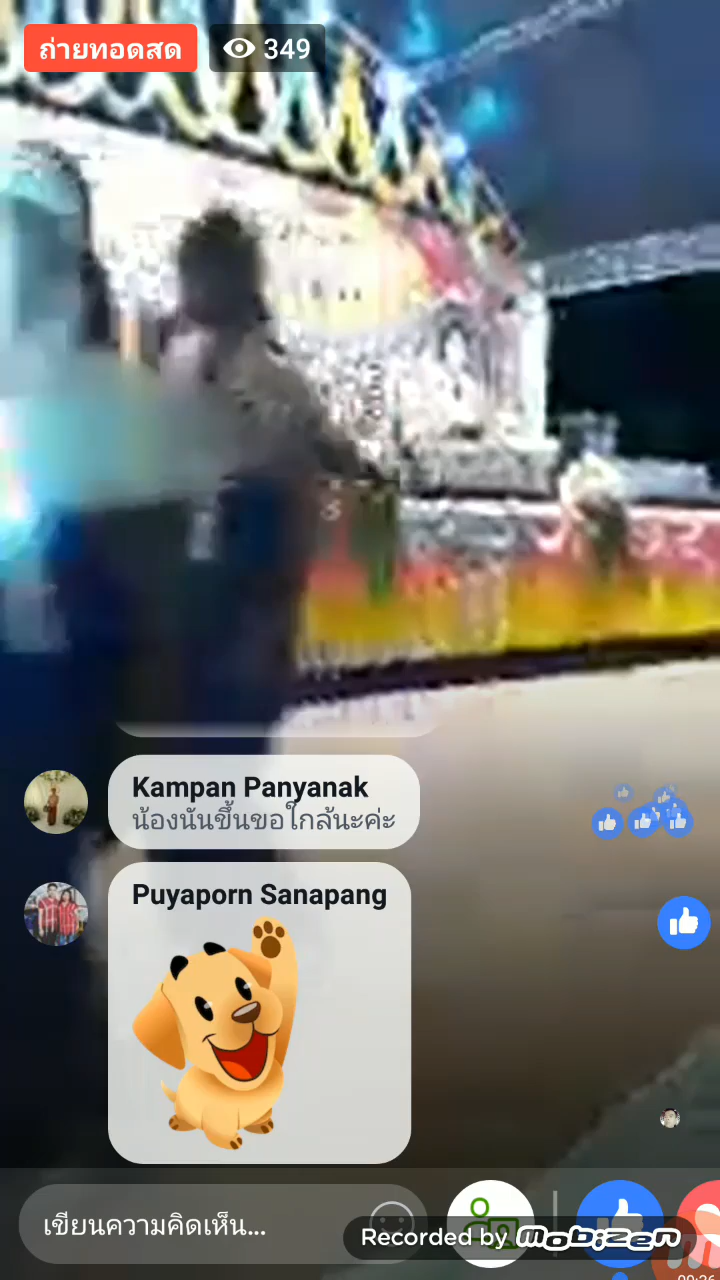 ถ่ายทอดสด 349
Kampan Panyanak
น้องนันขึ้นขอใกล้นะค่ะ
Puyaporn Sanapang
เขียนความคิดเห็น...
Recorded by mobizen